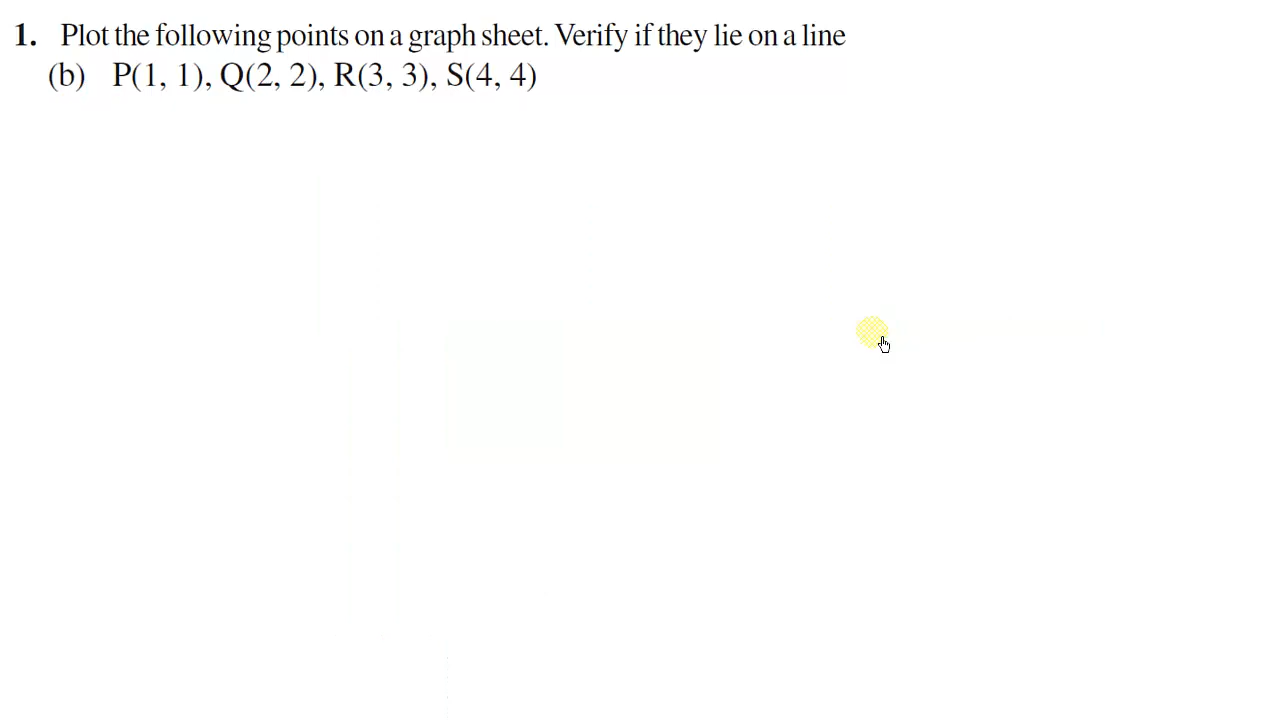 1. Plot the following points on a graph sheet. Verify if they lie on a line
(b) P(1, 1), Q(2, 2), R(3, 3), S(4, 4)